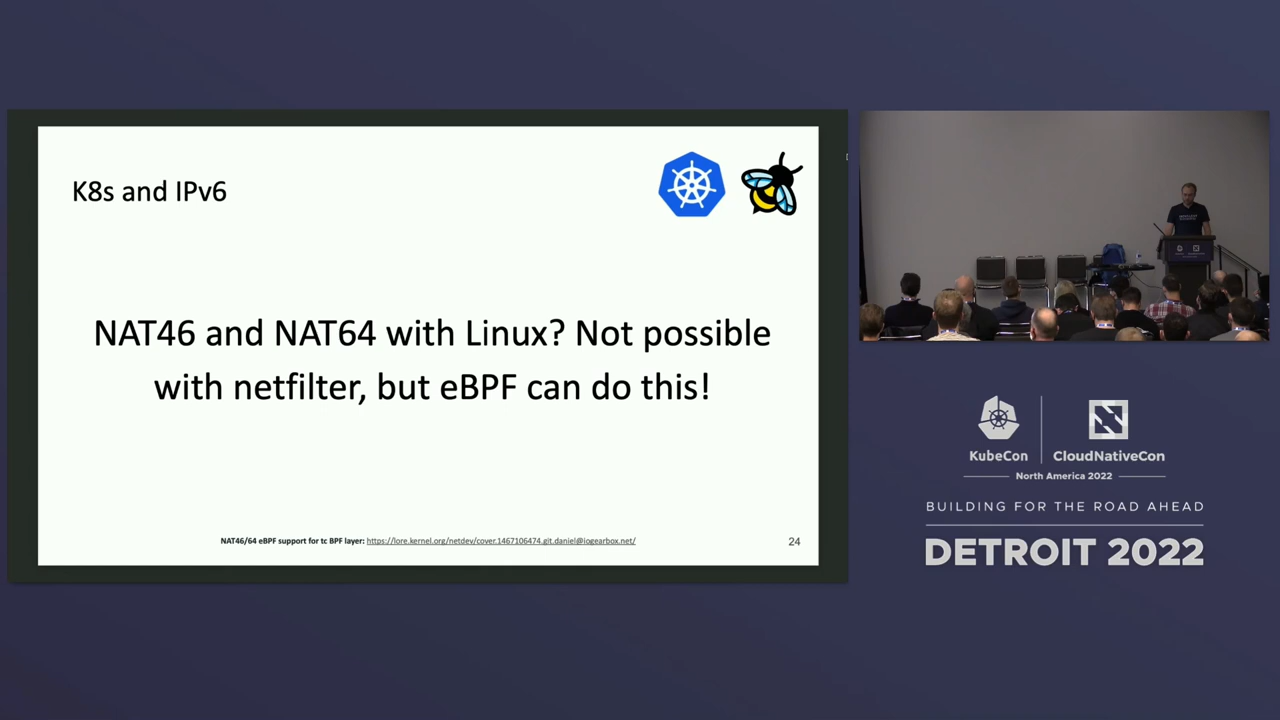 K8s and IPv6
NAT46 and NAT64 with Linux? Not possible
with netfilter, but eBPF can do this!
NAT46/64 eBPF support for tc BPF layer: https://lore.kernel.org/netdev/cover.1467106474.git.daniel@iogearbox.net/
24
KubeCon
CloudNativeCon
North America 2022
BUILDING FOR THE ROAD AHEAD
DETROIT 2022